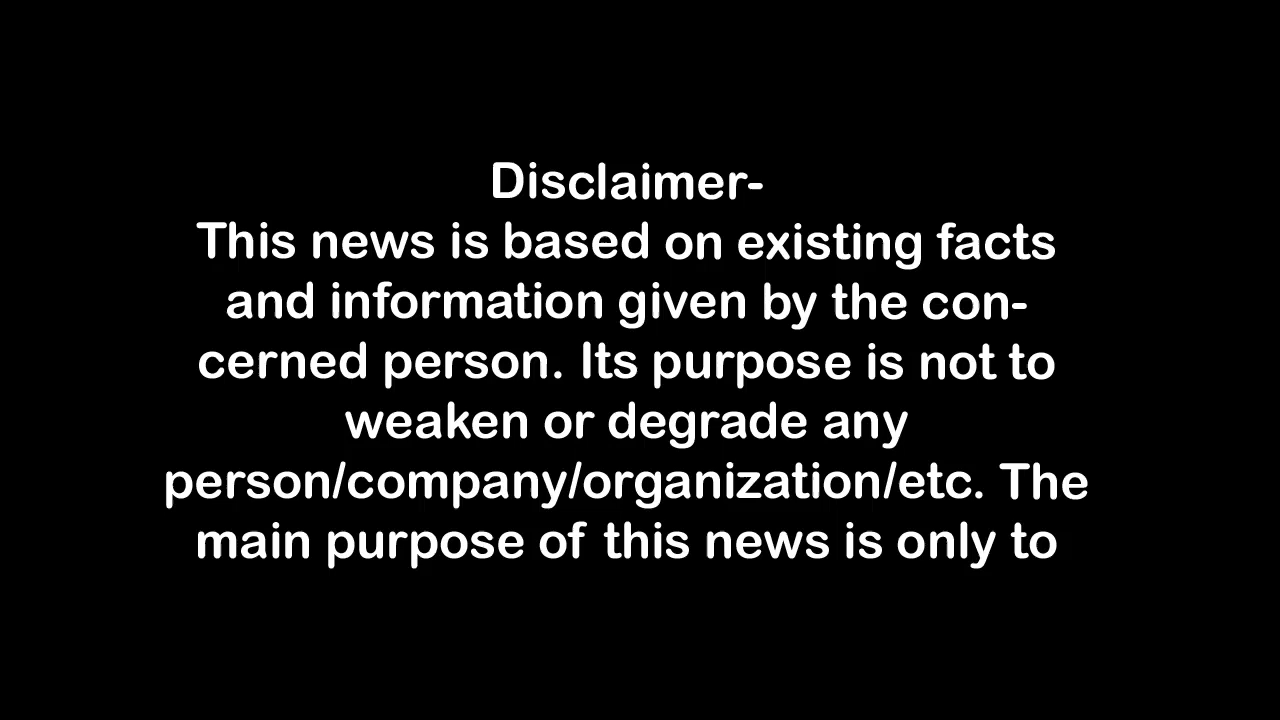 Disclaimer-
This news is based on existing facts
and information given by the con-
cerned person. Its purpose is not to
weaken or degrade any
person/company/organization/etc. The
main purpose of this news is only to